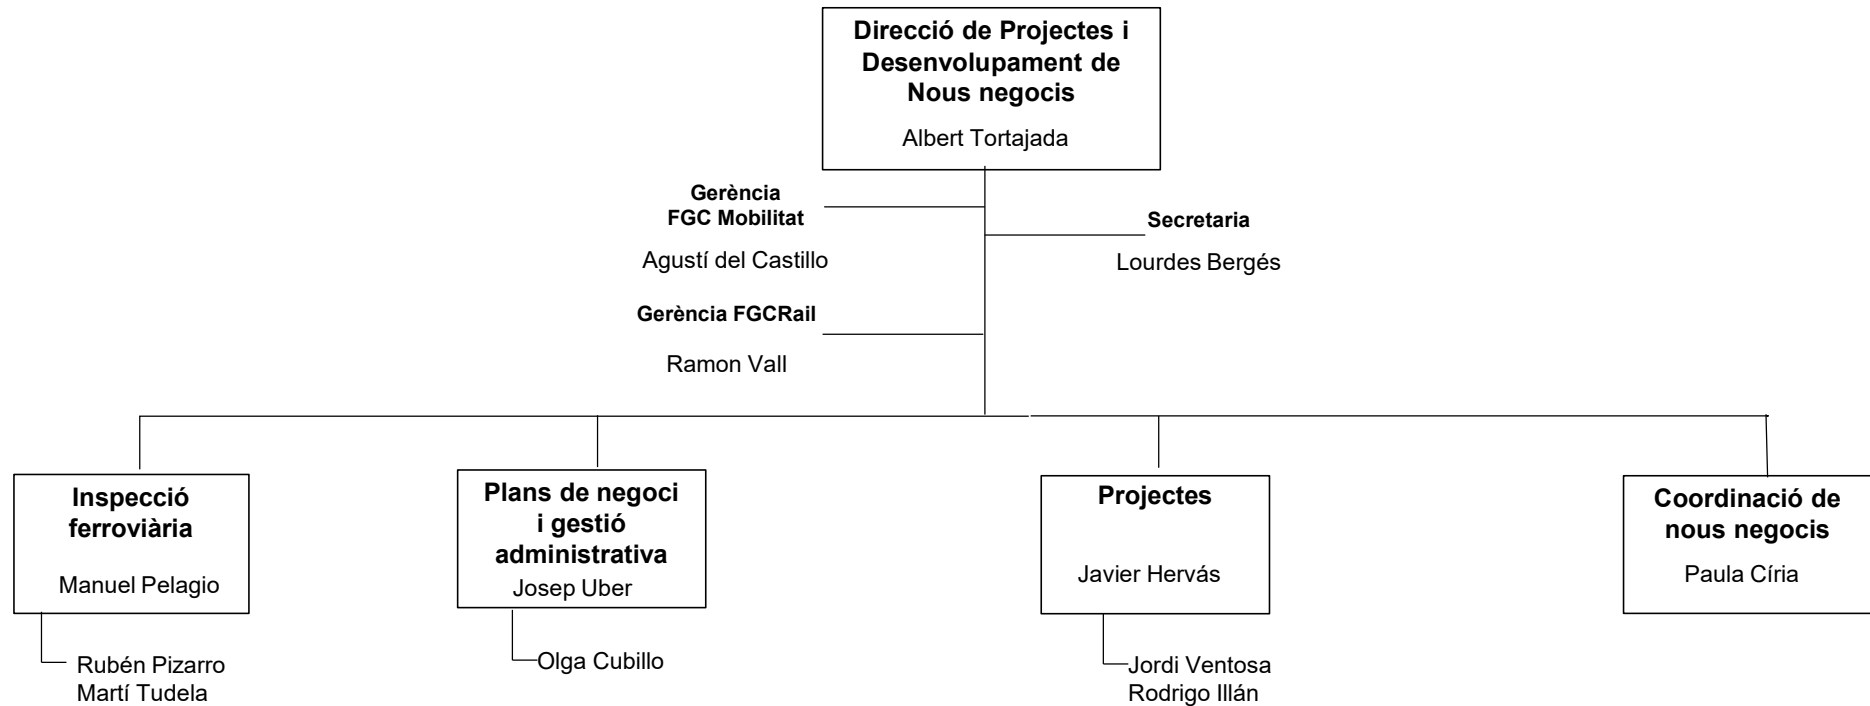 Direcció de Projectes i
Desenvolupament de
Nous negocis
Albert Tortajada
Gerència
FGC Mobilitat
Agustí del Castillo
Secretaria
Lourdes Bergés
Gerència FGCRail
Ramon Vall
Inspecció
ferroviària
Manuel Pelagio
Rubén Pizarro
Martí Tudela
Plans de negoci
i gestió
administrativa
Josep Uber
Olga Cubillo
Projectes
Javier Hervás
Jordi Ventosa
Rodrigo Illán
Coordinació de
nous negocis
Paula Círia